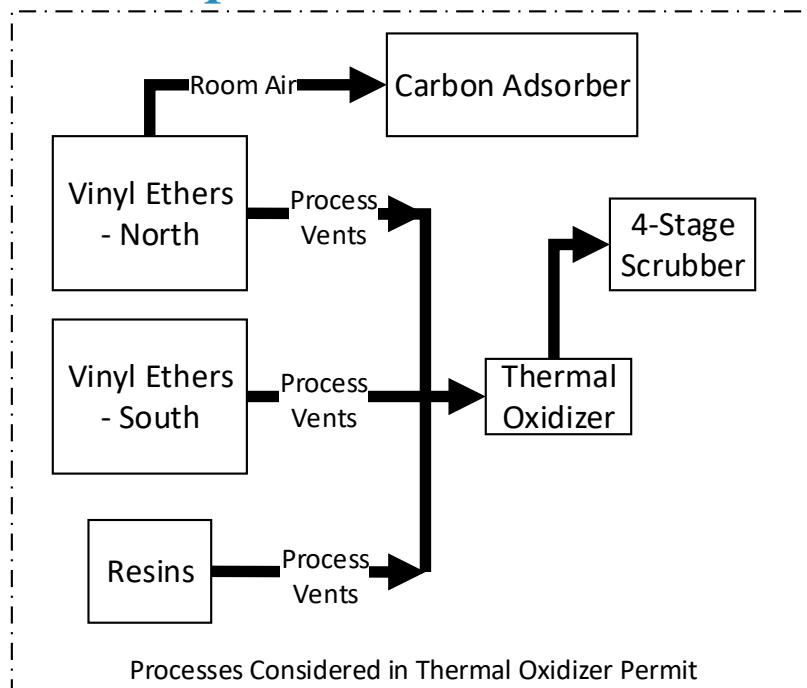 Room Air
Carbon Adsorber
Vinyl Ethers
- North
Process
Vents
4-Stage
Scrubber
Vinyl Ethers
- South
Process
Vents
Thermal
Oxidizer
Resins
Process
Vents
Processes Considered in Thermal Oxidizer Permit